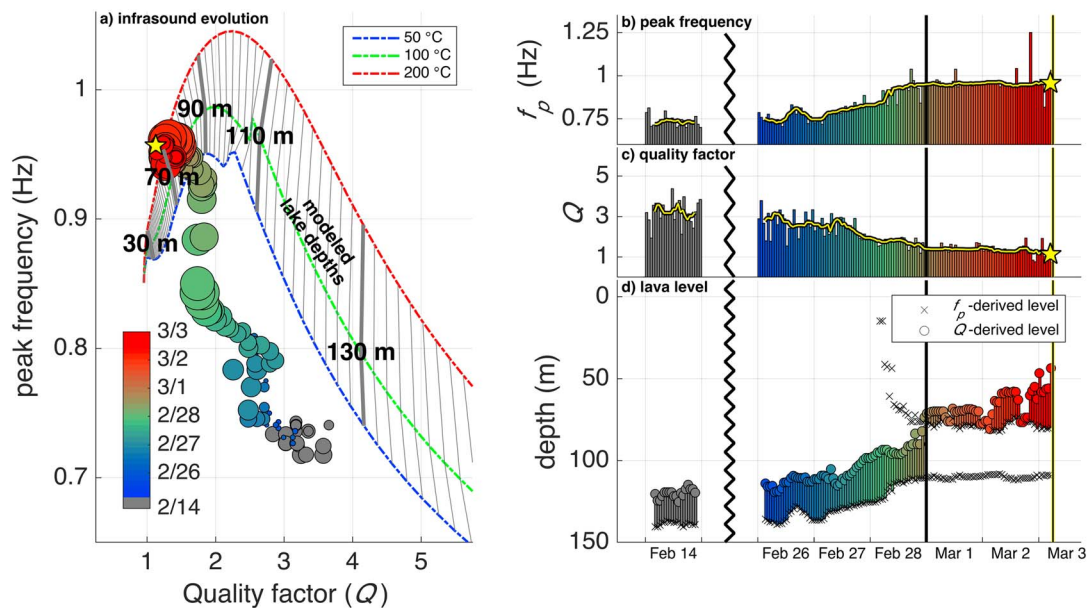 a) infrasound evolution
50 °C
100 °C
200 °C
90 m
110 m
70 m
30 m
130 m
modeled
lake depths
1
0.9
0.8
0.7
peak frequency (Hz)
3/3
3/2
3/1
2/28
2/27
2/26
2/14
1 2 3 4 5
Quality factor (Q)
b) peak frequency
1.25
1
0.75
fp (Hz)
c) quality factor
5
3
1
Q
d) lava level
fp-derived level
Q-derived level
0
50
100
150
depth (m)
Feb 14 Feb 26 Feb 27 Feb 28 Mar 1 Mar 2 Mar 3